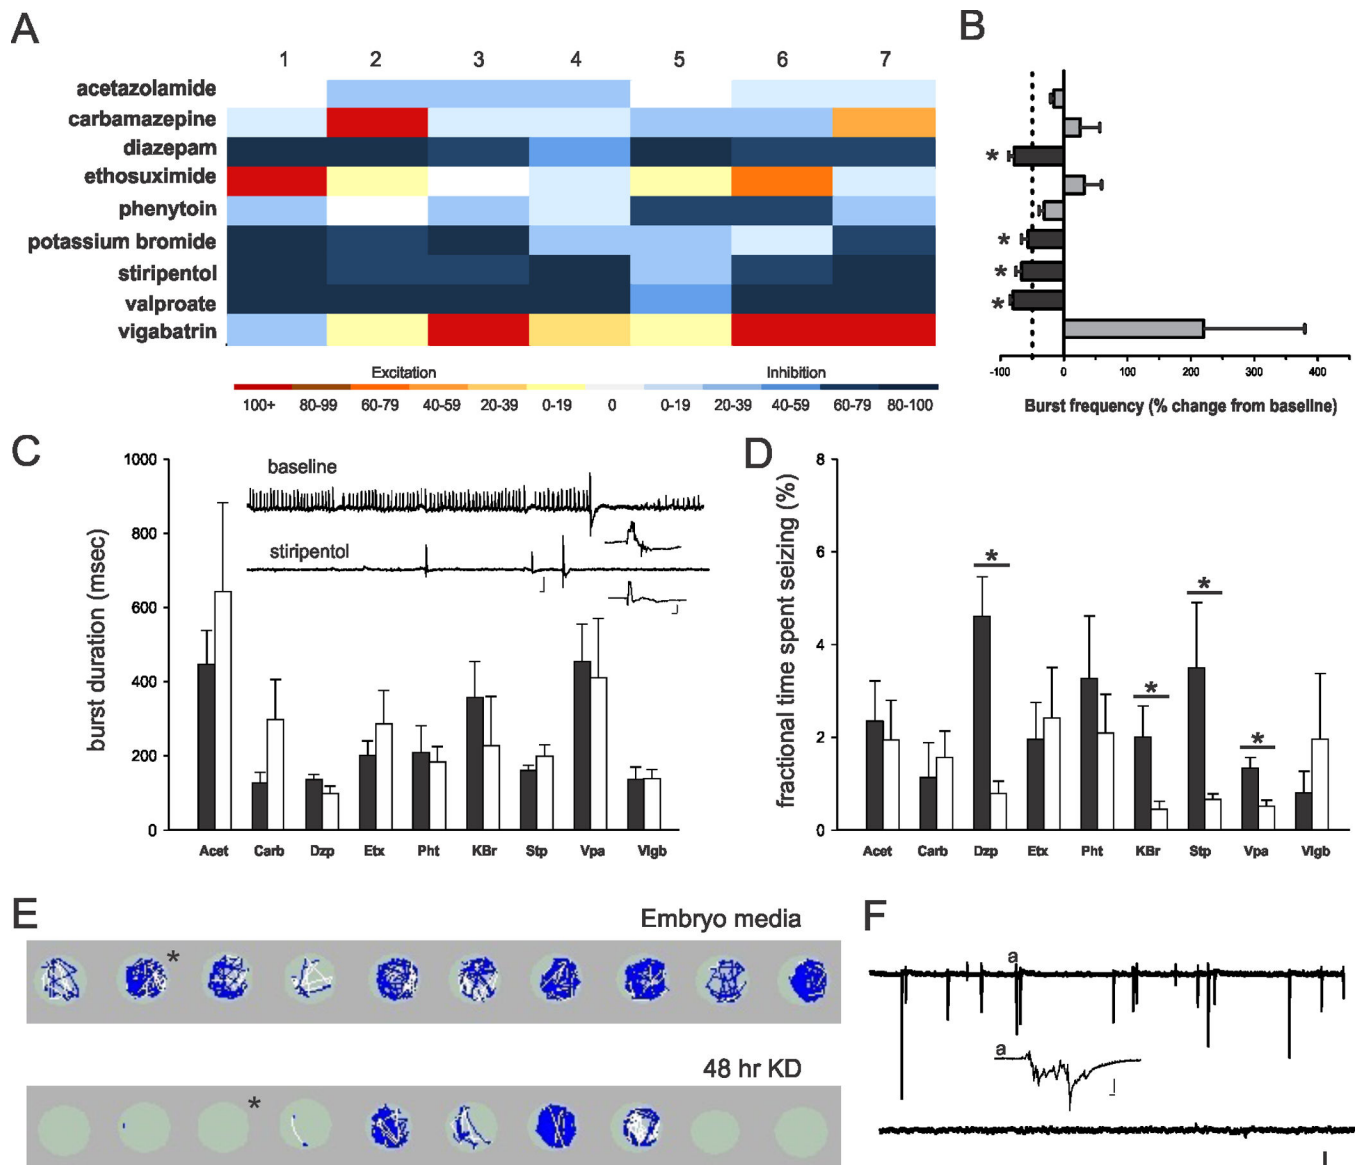 A
B
1 2 3 4 5 6 7
acetazolamide
carbamazepine
diazepam
ethosuximide
phenytoin
potassium bromide
stiripentol
valproate
vigabatrin
*
*
*
*
Excitation Inhibition
100+ 80-99 60-79 40-59 20-39 0-19 0 0-19 20-39 40-59 60-79 80-100
-100 0 100 200 300 400
Burst frequency (% change from baseline)
C
burst duration (msec)
1000
800
600
400
200
0
baseline
stiripentol
Acet Carb Dzp Etx Pht KBr Stp Vpa Vigb
D
fractional time spent seizing (%)
8
6
4
2
0
*
*
*
*
Acet Carb Dzp Etx Pht KBr Stp Vpa Vigb
E
Embryo media
*
48 hr KD
*
F
a
a